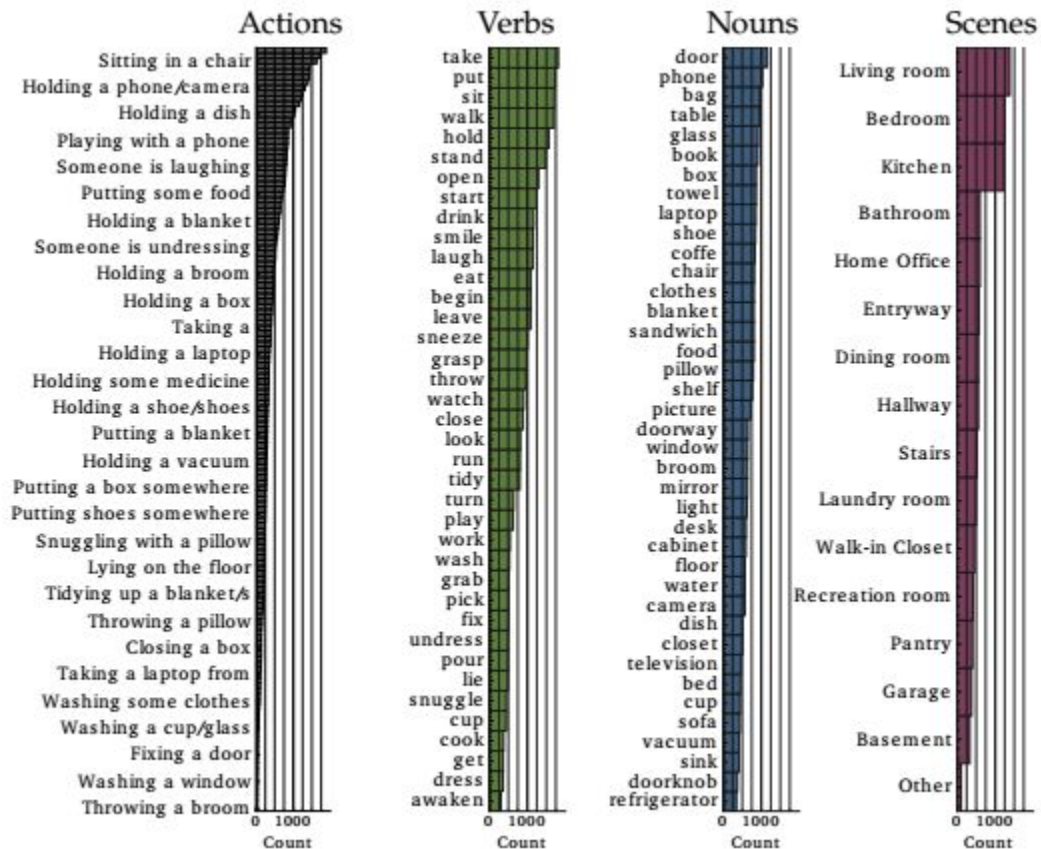 Actions
Sitting in a chair
Holding a phone/camera
Holding a dish
Playing with a phone
Someone is laughing
Putting some food
Holding a blanket
Someone is undressing
Holding a broom
Holding a box
Taking a
Holding a laptop
Holding some medicine
Holding a shoe/shoes
Putting a blanket
Holding a vacuum
Putting a box somewhere
Putting shoes somewhere
Snuggling with a pillow
Lying on the floor
Tidying up a blanket/s
Throwing a pillow
Closing a box
Taking a laptop from
Washing some clothes
Washing a cup/glass
Fixing a door
Washing a window
Throwing a broom
0 1000
Count
Verbs
take
put
sit
walk
hold
stand
open
start
drink
smile
laugh
eat
begin
leave
sneeze
grasp
throw
watch
close
look
run
tidy
turn
play
work
wash
grab
pick
fix
undress
pour
lie
snuggle
cup
cook
get
dress
awaken
0 1000
Count
Nouns
door
phone
bag
table
glass
book
box
towel
laptop
shoe
coffe
chair
clothes
blanket
sandwich
food
pillow
shelf
picture
doorway
window
broom
mirror
light
desk
cabinet
floor
water
camera
dish
closet
television
bed
cup
sofa
vacuum
sink
doorknob
refrigerator
0 1000
Count
Scenes
Living room
Bedroom
Kitchen
Bathroom
Home Office
Entryway
Dining room
Hallway
Stairs
Laundry room
Walk-in Closet
Recreation room
Pantry
Garage
Basement
Other
0 1000
Count